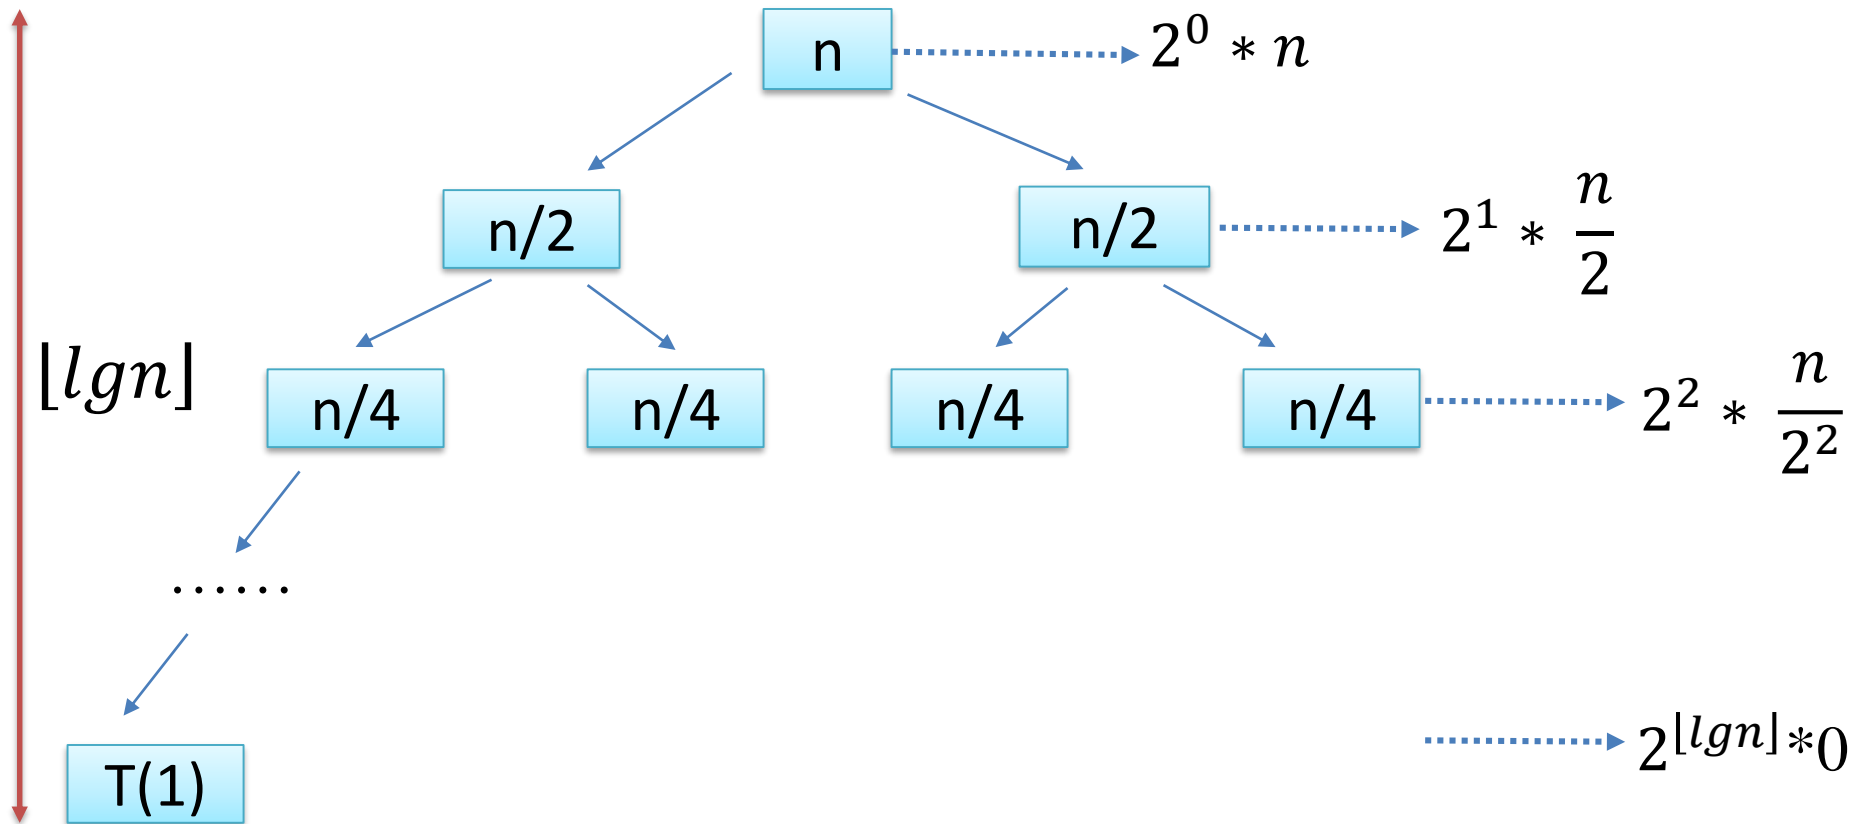 n
2^0 * n
n/2
n/2
2^1 * n/2
⌊lgn⌋
n/4
n/4
n/4
n/4
2^2 * n/2^2
......
T(1)
2^⌊lgn⌋*0